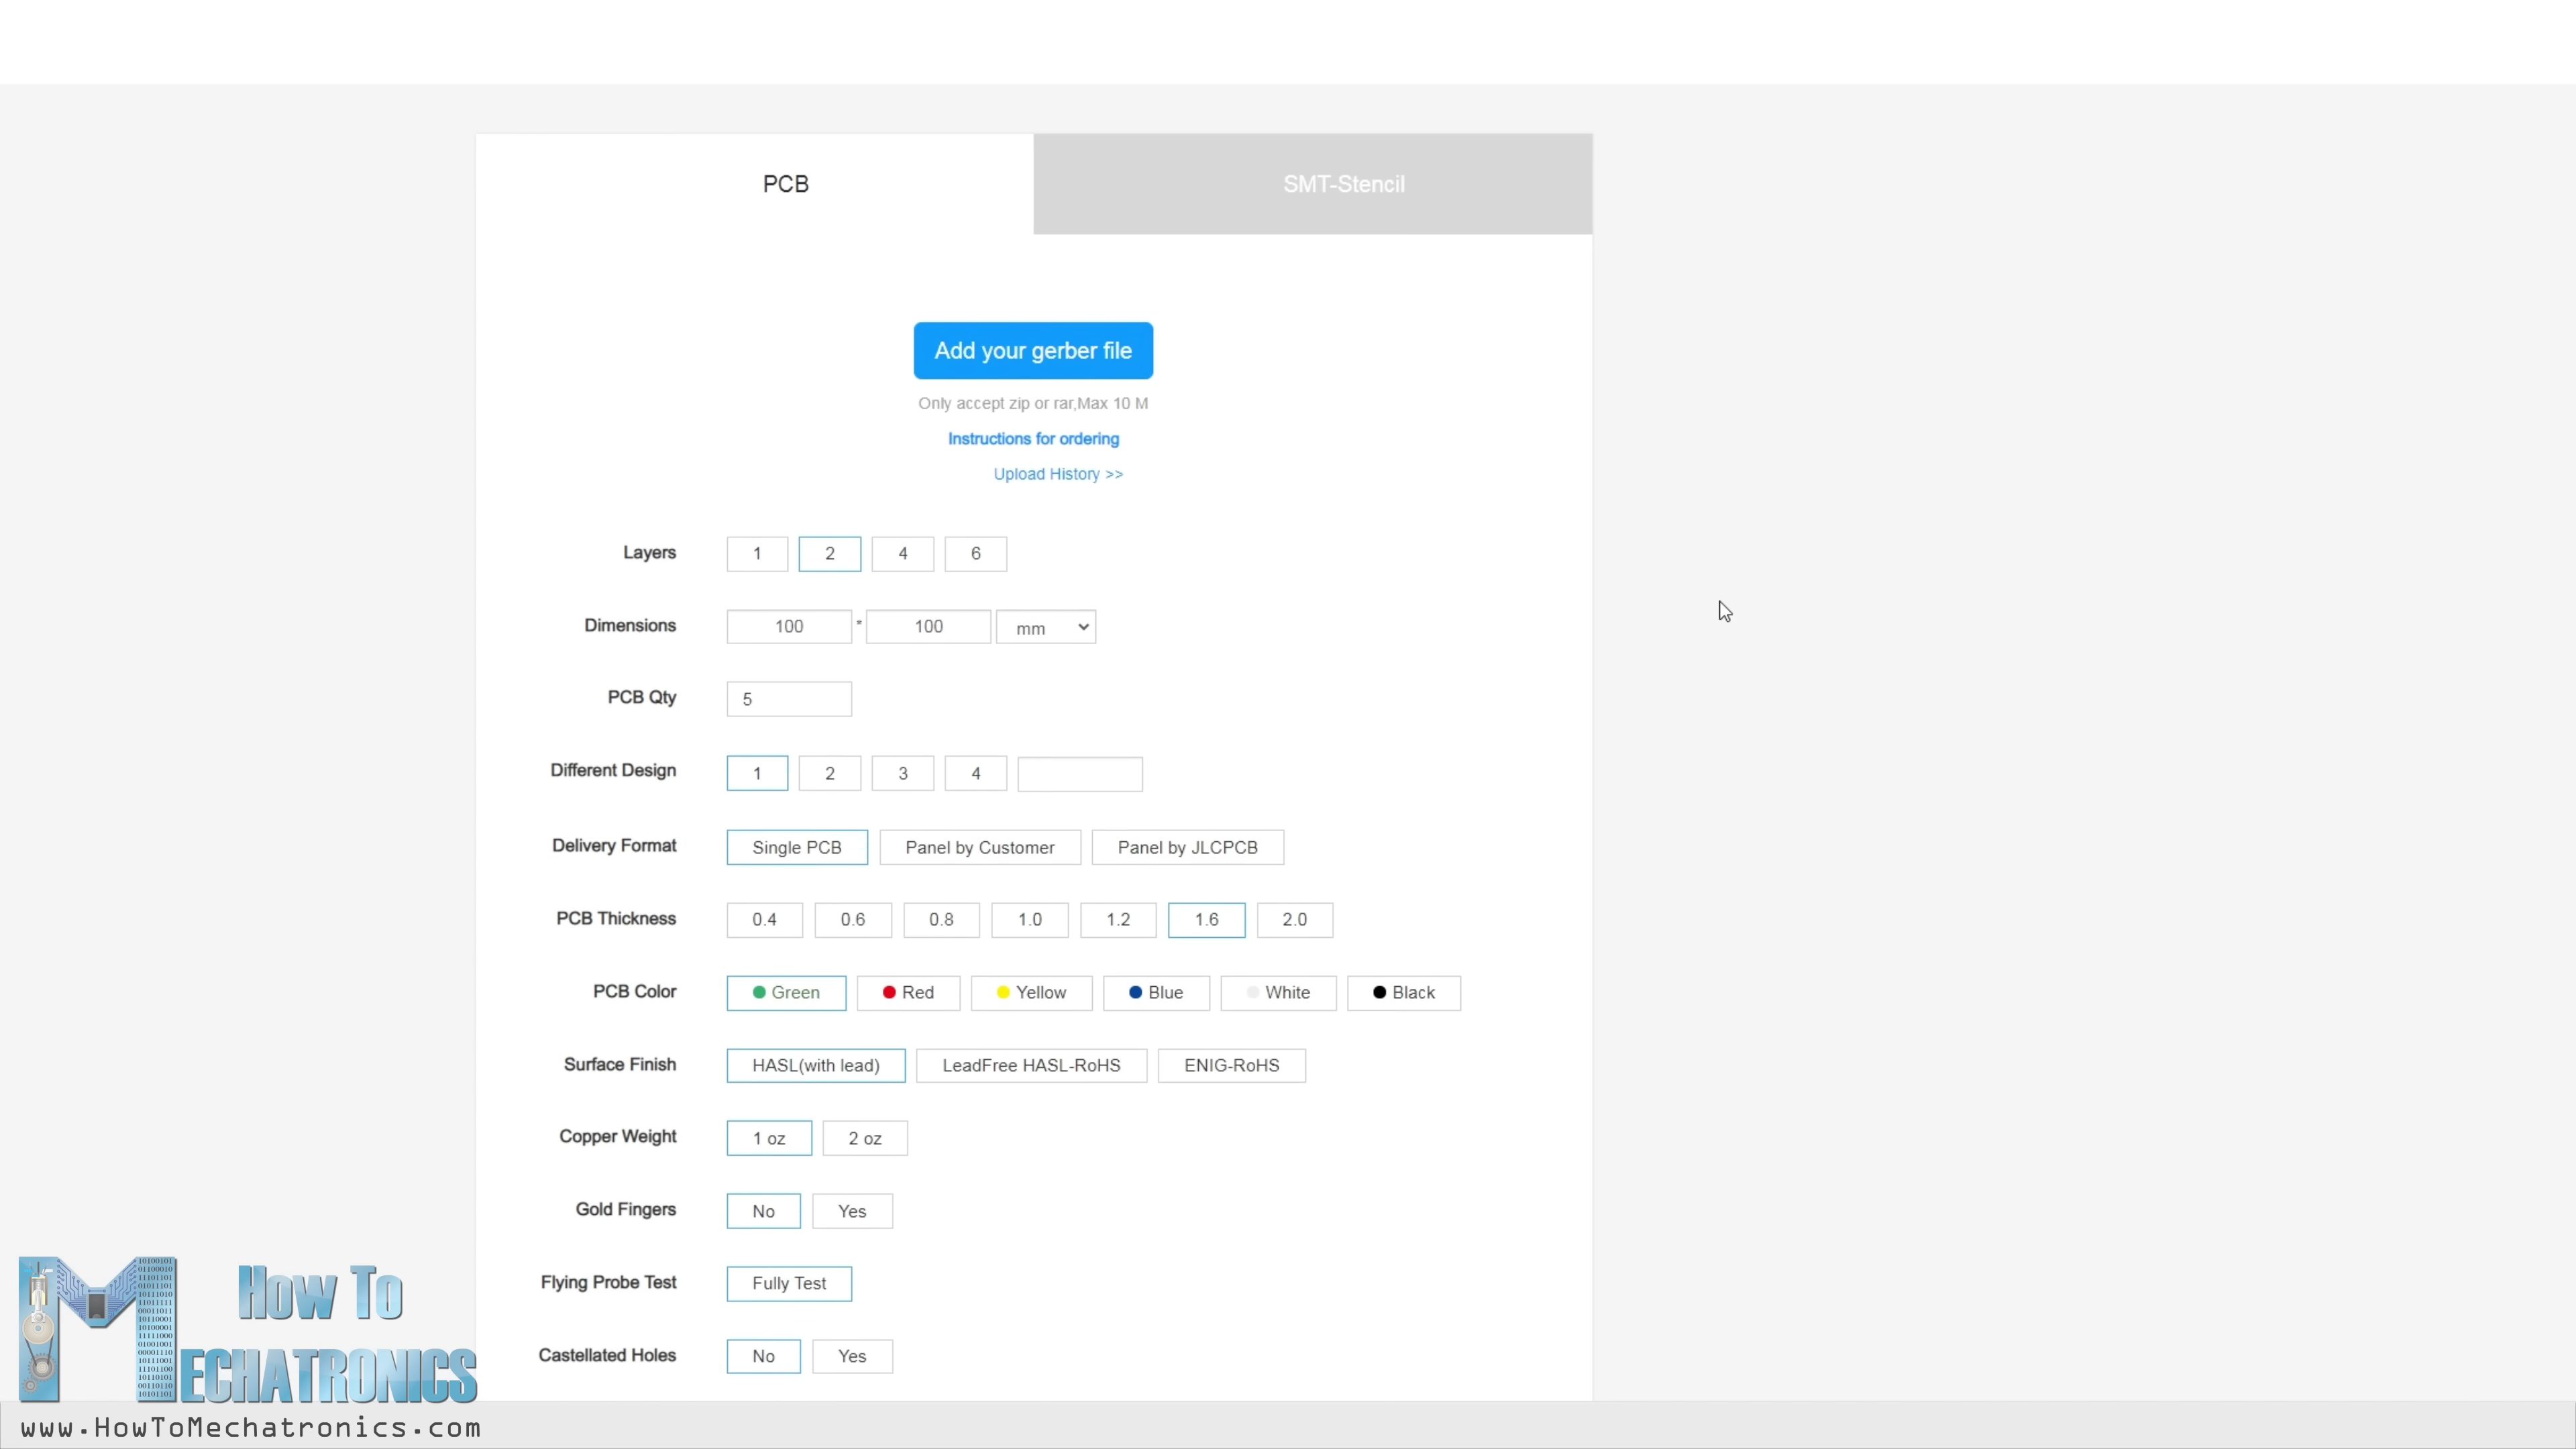 PCB
SMT-Stencil
Add your gerber file
Only accept zip or rar,Max 10 M
Instructions for ordering
Upload History >>
Layers 1 2 4 6
Dimensions 100 * 100 mm
PCB Qty 5
Different Design 1 2 3 4
Delivery Format Single PCB Panel by Customer Panel by JLCPCB
PCB Thickness 0.4 0.6 0.8 1.0 1.2 1.6 2.0
PCB Color Green Red Yellow Blue White Black
Surface Finish HASL(with lead) LeadFree HASL-RoHS ENIG-RoHS
Copper Weight 1 oz 2 oz
Gold Fingers No Yes
Flying Probe Test Fully Test
Castellated Holes No Yes
How To
MECHATRONICS
www.HowToMechatronics.com